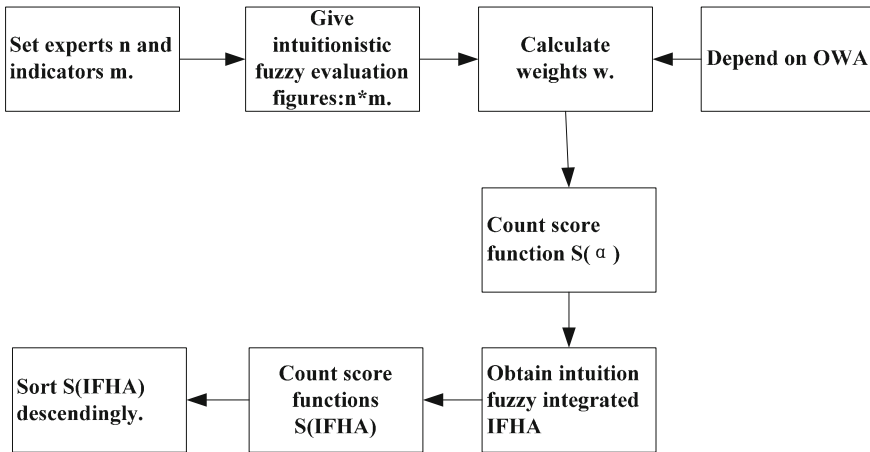 Set experts n and
indicators m.
Give
intuitionistic
fuzzy evaluation
figures:n*m.
Calculate
weights w.
Depend on OWA
Count score
function S( α )
Obtain intuition
fuzzy integrated
IFHA
Count score
functions
S(IFHA)
Sort S(IFHA)
descendingly.